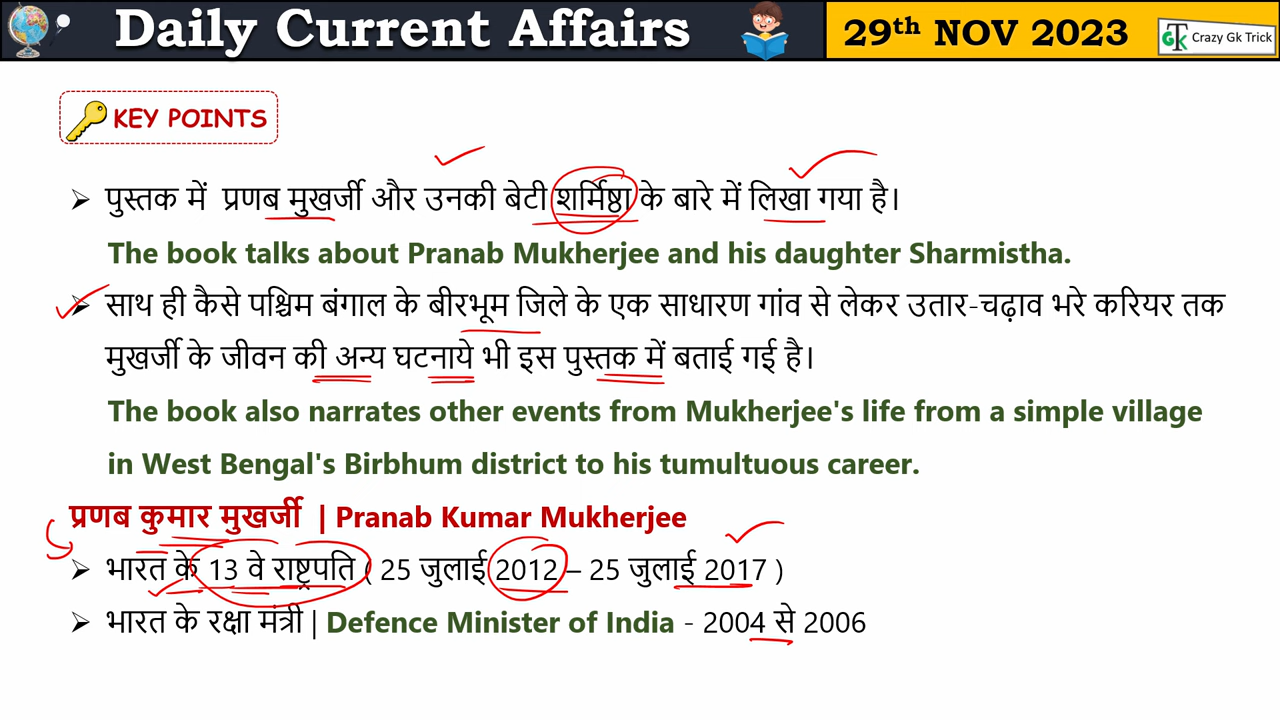 Daily Current Affairs
29th NOV 2023
GTK Crazy Gk Trick
KEY POINTS
पुस्तक में प्रणब मुखर्जी और उनकी बेटी शर्मिष्ठा के बारे में लिखा गया है।
The book talks about Pranab Mukherjee and his daughter Sharmistha.
साथ ही कैसे पश्चिम बंगाल के बीरभूम जिले के एक साधारण गांव से लेकर उतार-चढ़ाव भरे करियर तक
मुखर्जी के जीवन की अन्य घटनाये भी इस पुस्तक में बताई गई है।
The book also narrates other events from Mukherjee's life from a simple village
in West Bengal's Birbhum district to his tumultuous career.
प्रणब कुमार मुखर्जी | Pranab Kumar Mukherjee
भारत के 13 वे राष्ट्रपति ( 25 जुलाई 2012 – 25 जुलाई 2017 )
भारत के रक्षा मंत्री | Defence Minister of India - 2004 से 2006